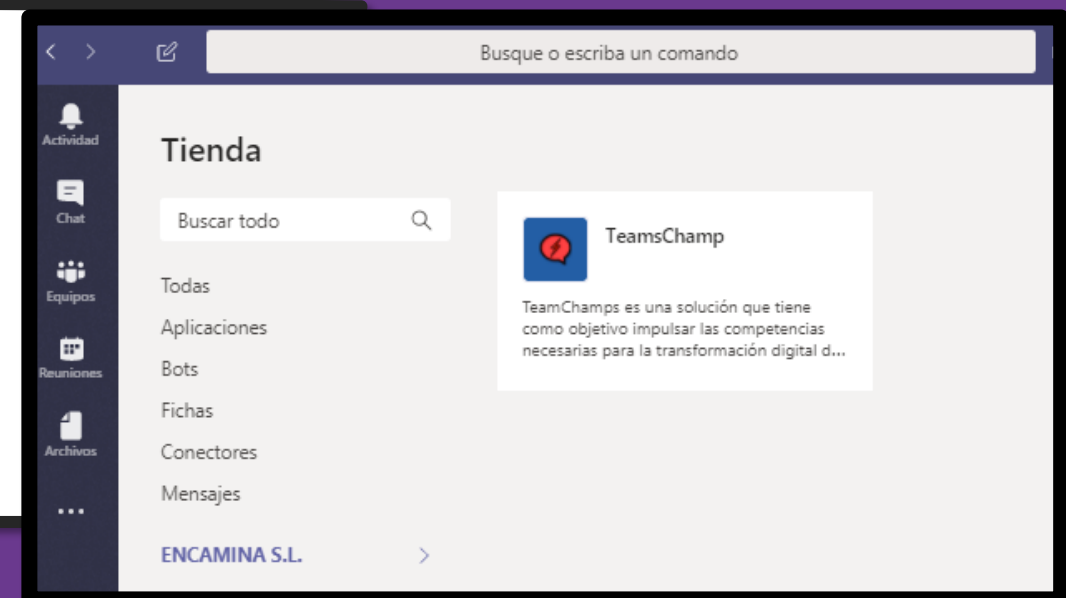 Busque o escriba un comando
Actividad
Chat
Equipos
Reuniones
Archivos
Tienda
Buscar todo
Todas
Aplicaciones
Bots
Fichas
Conectores
Mensajes
ENCAMINA S.L.
TeamsChamp
TeamChamps es una solución que tiene
como objetivo impulsar las competencias
necesarias para la transformación digital d...